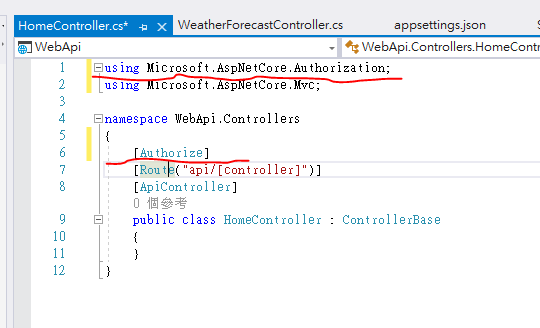 HomeController.cs* WeatherForecastController.cs appsettings.json
WebApi WebApi.Controllers.HomeContr
1 using Microsoft.AspNetCore.Authorization;
2 using Microsoft.AspNetCore.Mvc;
3
4 namespace WebApi.Controllers
5 {
6 [Authorize]
7 [Route("api/[controller]")]
8 [ApiController]
0 個參考
9 public class HomeController : ControllerBase
10 {
11 }
12 }